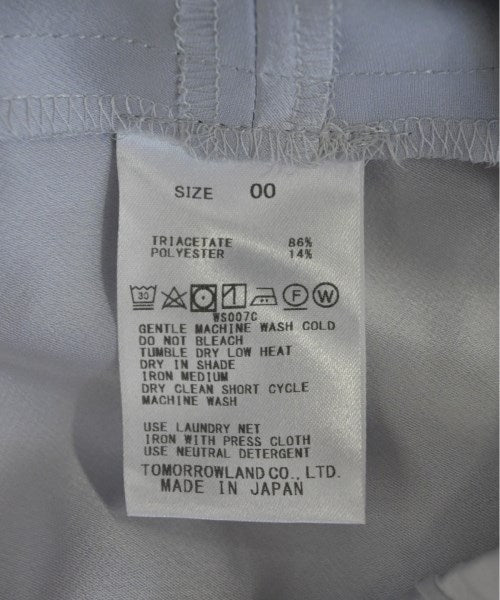 SIZE 00
TRIACETATE 86%
POLYESTER 14%
30 F W
WS007C
GENTLE MACHINE WASH COLD
DO NOT BLEACH
TUMBLE DRY LOW HEAT
DRY IN SHADE
IRON MEDIUM
DRY CLEAN SHORT CYCLE
MACHINE WASH
USE LAUNDRY NET
IRON WITH PRESS CLOTH
USE NEUTRAL DETERGENT
TOMORROWLAND CO., LTD.
MADE IN JAPAN